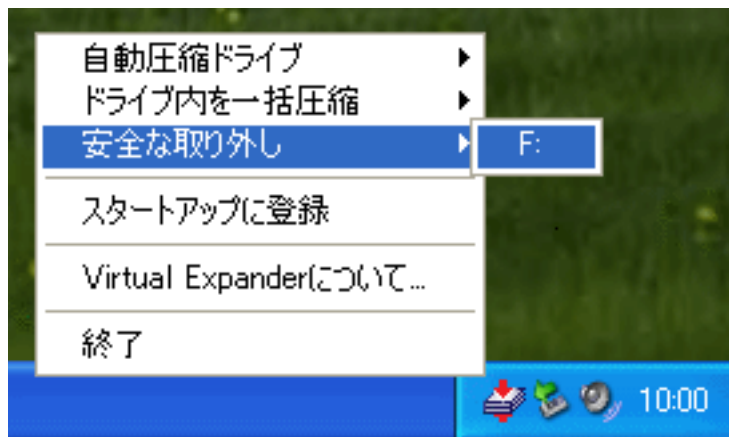 自動圧縮ドライブ
ドライブ内を一括圧縮
安全な取り外し
F:
スタートアップに登録
Virtual Expanderについて...
終了
10:00